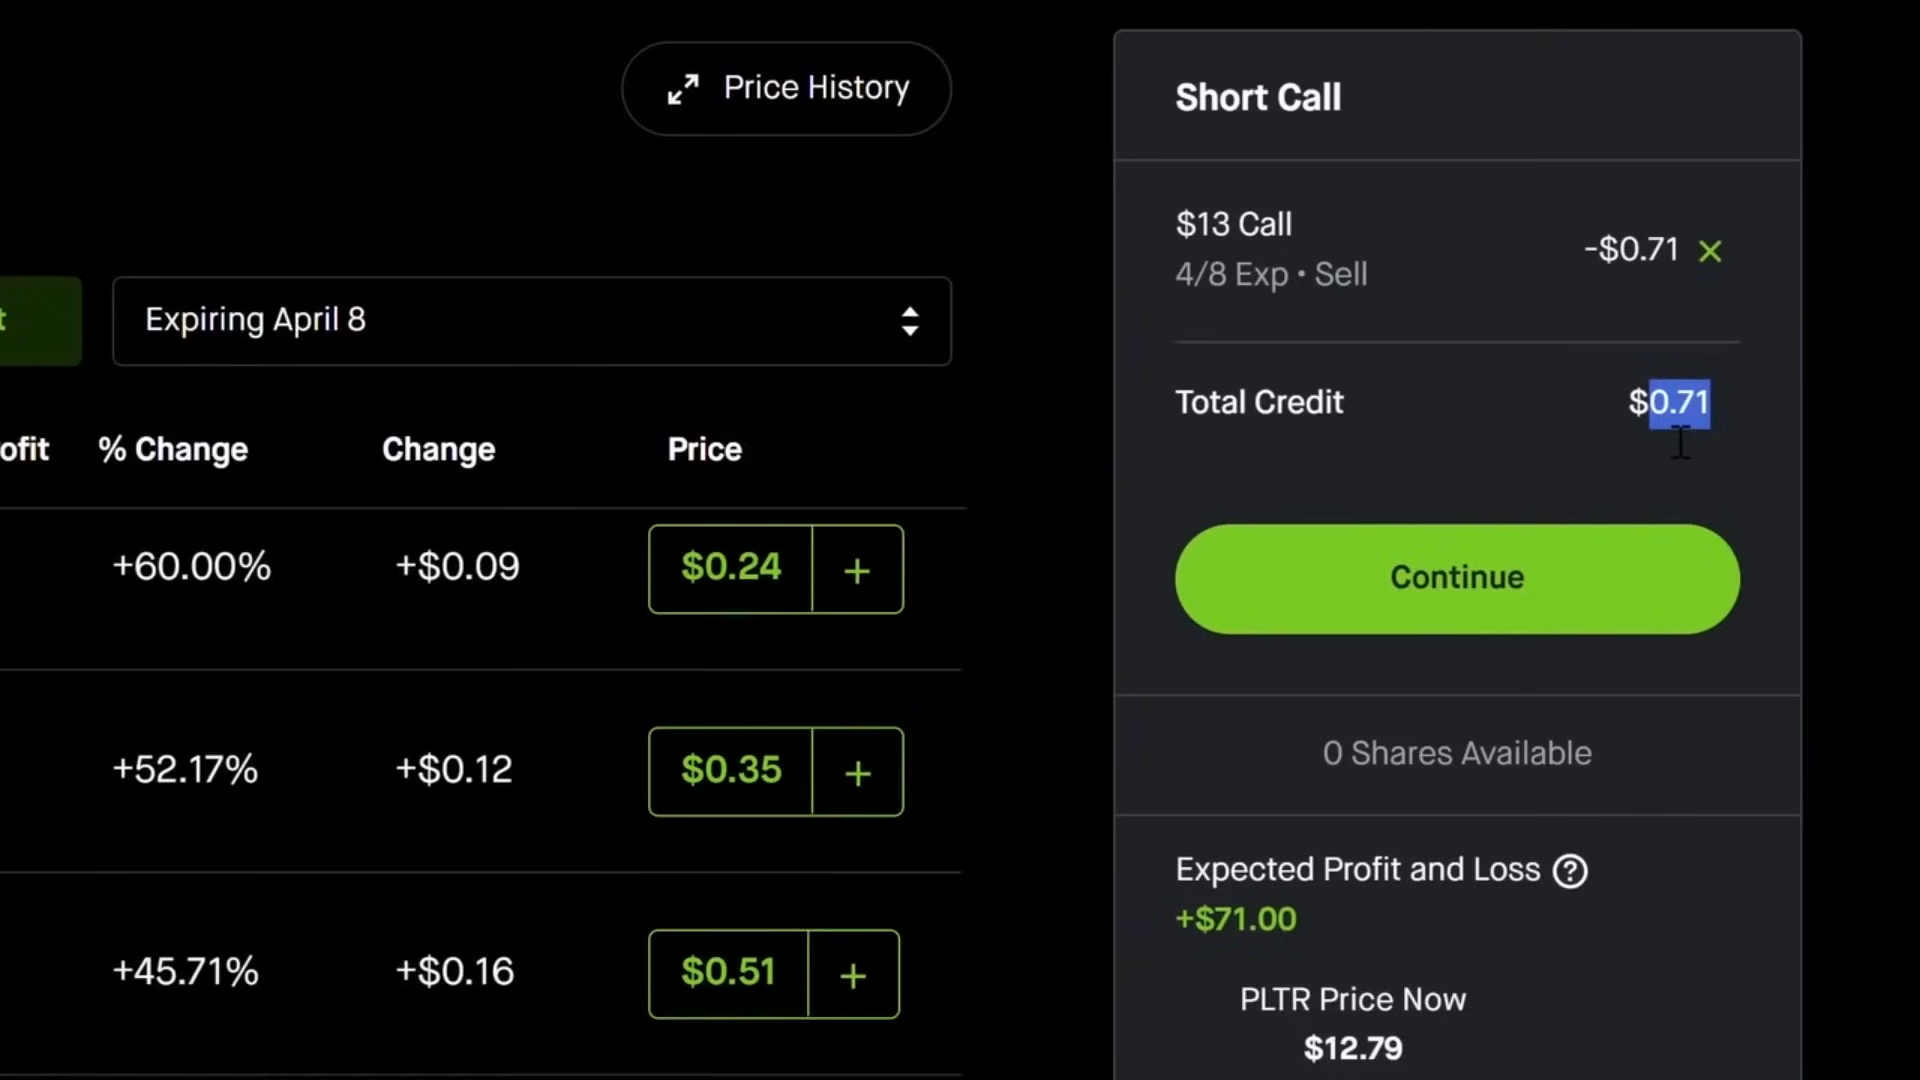 Price History
Short Call
$13 Call
4/8 Exp • Sell
-$0.71
t
Expiring April 8
Total Credit
$0.71
ofit
% Change
Change
Price
+60.00%
+$0.09
$0.24
+
Continue
+52.17%
+$0.12
$0.35
+
0 Shares Available
Expected Profit and Loss ?
+$71.00
+45.71%
+$0.16
$0.51
+
PLTR Price Now
$12.79